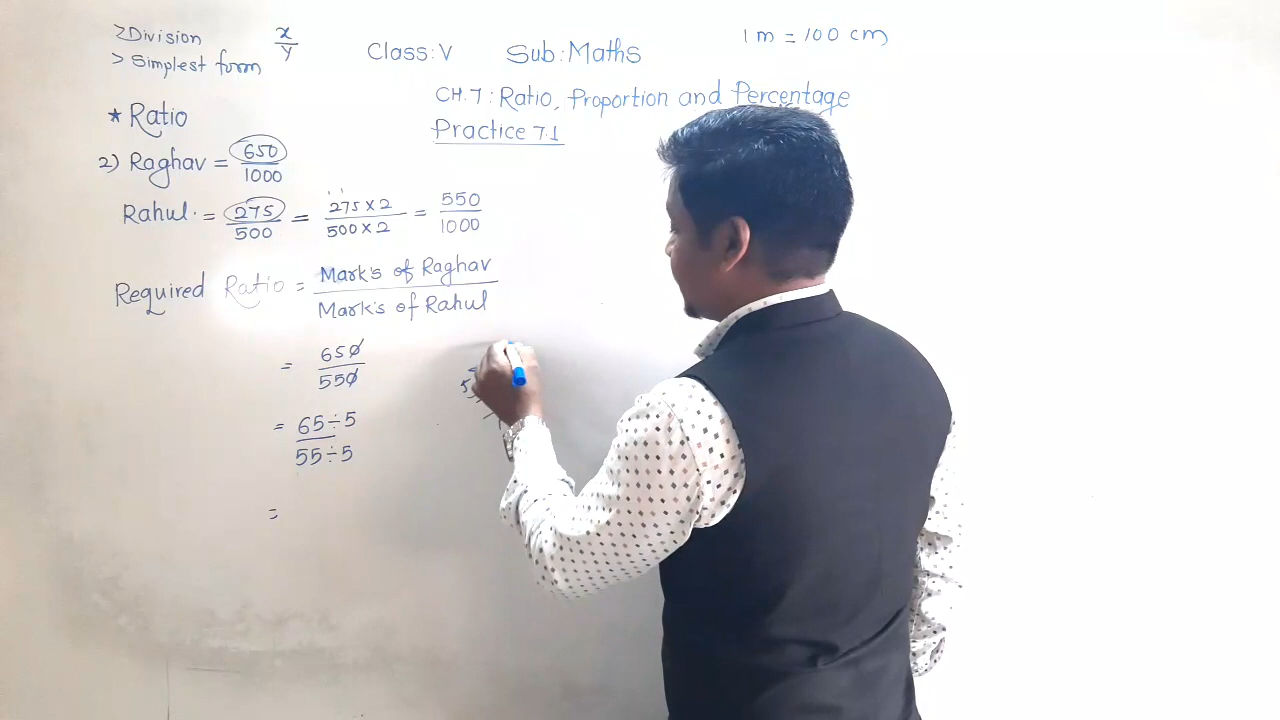 >Division
>Simplest form
x/y
Class:V Sub:Maths
1 m = 100 cm
CH.7: Ratio, Proportion and Percentage
Practice 7.1
★ Ratio
2) Raghav = 650/1000
Rahul. = 275/500 = 275×2/500×2 = 550/1000
Required Ratio = Mark's of Raghav/Mark's of Rahul
= 650/550
= 65÷5/55÷5
=